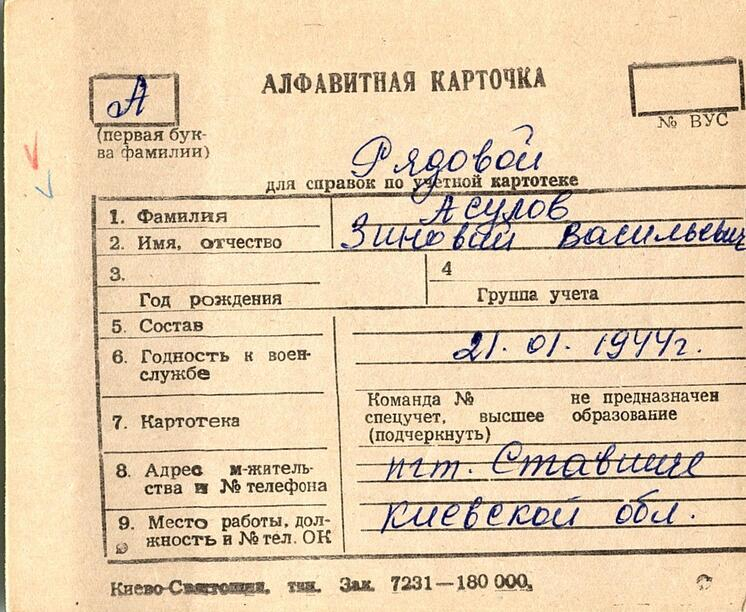 А
АЛФАВИТНАЯ КАРТОЧКА
№ ВУС
(первая бук-
ва фамилии)
Рядовой
для справок по учетной картотеке
1. Фамилия Асулов
2. Имя, отчество Зиновий Васильевич
3. 4
Год рождения Группа учета
5. Состав
6. Годность к воен- 21.01.1944г.
службе
Команда № не предназначен
7. Картотека спецучет, высшее образование
(подчеркнуть)
8. Адрес м-житель- пгт. Ставище
ства и № телефона
9. Место работы, дол- Киевской обл.
жность и № тел. ОК
Киево-Святошин. тип. Зак. 7231—180 000.